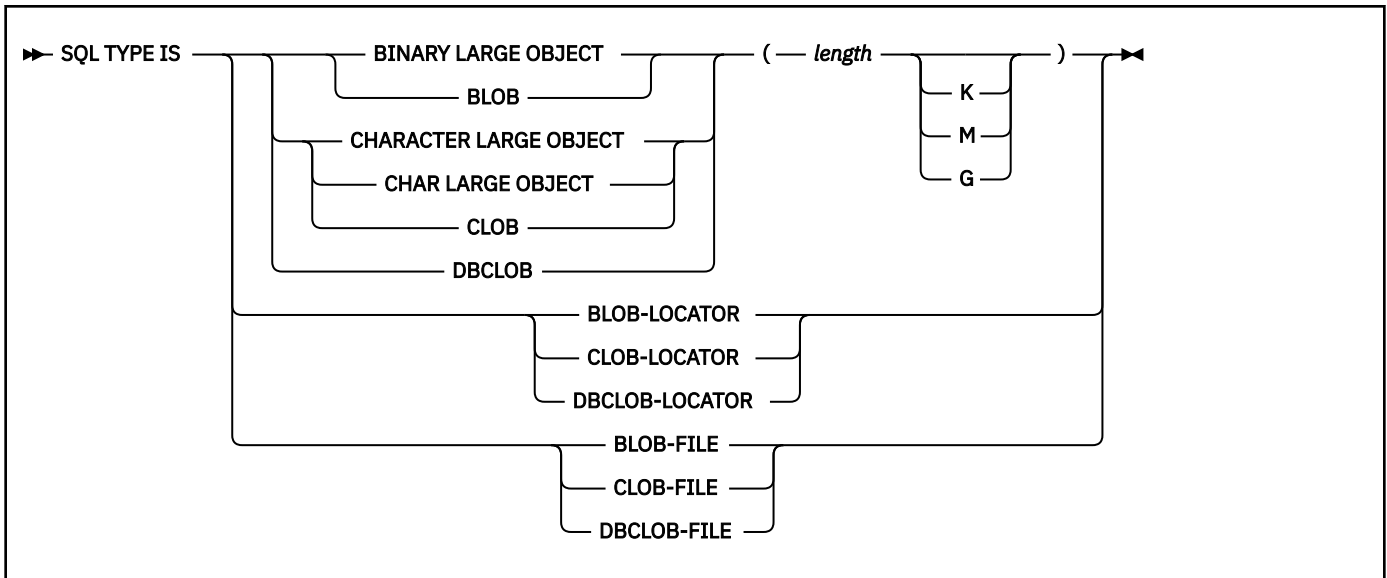 SQL TYPE IS BINARY LARGE OBJECT ( length )
BLOB K
CHARACTER LARGE OBJECT M
CHAR LARGE OBJECT G
CLOB
DBCLOB
BLOB-LOCATOR
CLOB-LOCATOR
DBCLOB-LOCATOR
BLOB-FILE
CLOB-FILE
DBCLOB-FILE